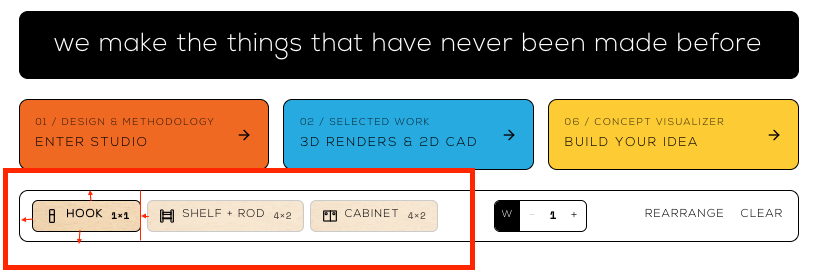 we make the things that have never been made before
01 / DESIGN & METHODOLOGY
ENTER STUDIO
02 / SELECTED WORK
3D RENDERS & 2D CAD
06 / CONCEPT VISUALIZER
BUILD YOUR IDEA
HOOK 1×1 SHELF + ROD 4×2 CABINET 4×2 W - 1 + REARRANGE CLEAR